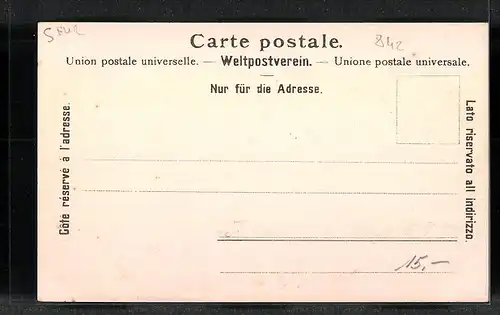 Carte postale.
842
Union postale universelle. — Weltpostverein. — Unione postale universale.
Nur für die Adresse.
Côté réservé à l'adresse.
Lato riservato all indirizzo.
15,–